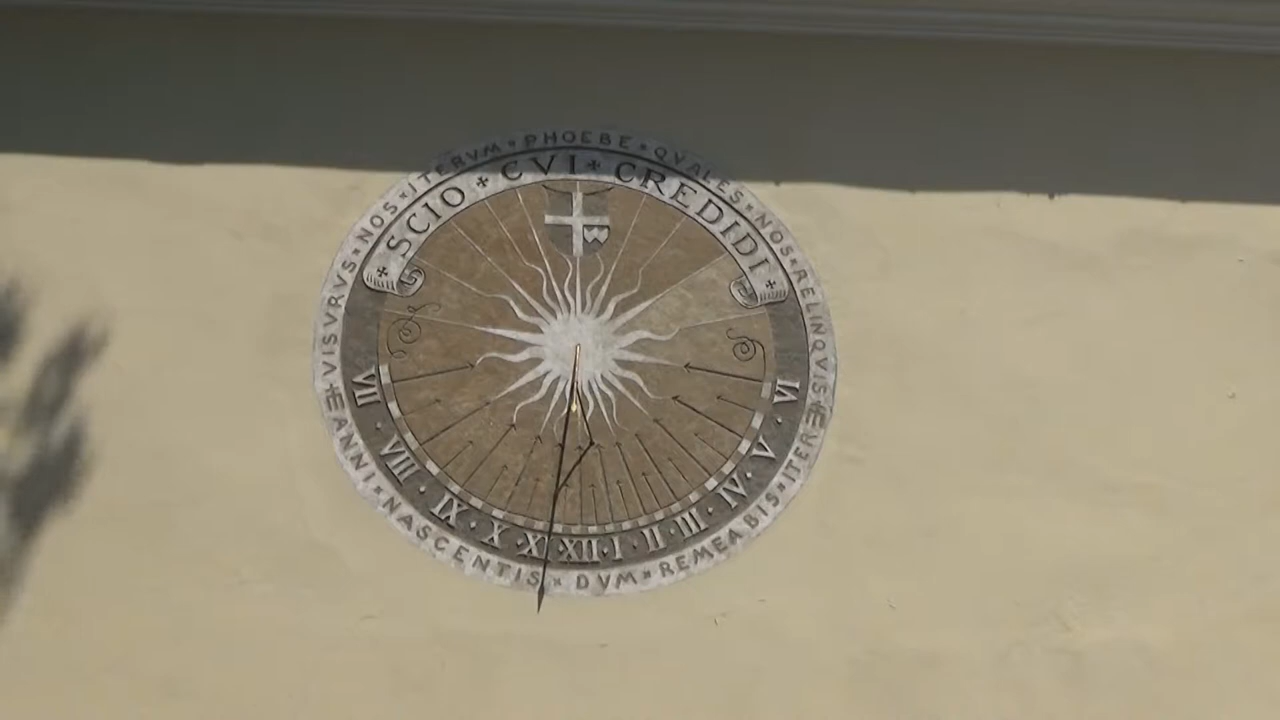 SCIO + CVI + CREDIDI
VISVRVS × NOS × ITERVM × PHOEBE × QVALES × NOS × RELINQVIS
ITER × REMEABIS × DVM × NASCENTIS × ANNI
VII · VIII · IX · X · XI · XII · I · II · III · IV · V · VI